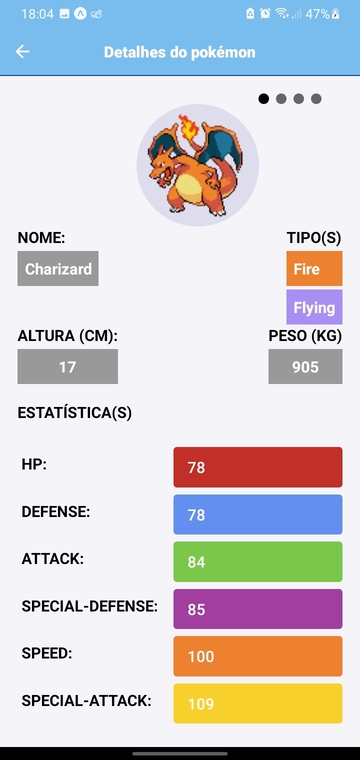 18:04 47%
Detalhes do pokémon
NOME: TIPO(S)
Charizard Fire
Flying
ALTURA (CM): PESO (KG)
17 905
ESTATÍSTICA(S)
HP: 78
DEFENSE: 78
ATTACK: 84
SPECIAL-DEFENSE: 85
SPEED: 100
SPECIAL-ATTACK: 109